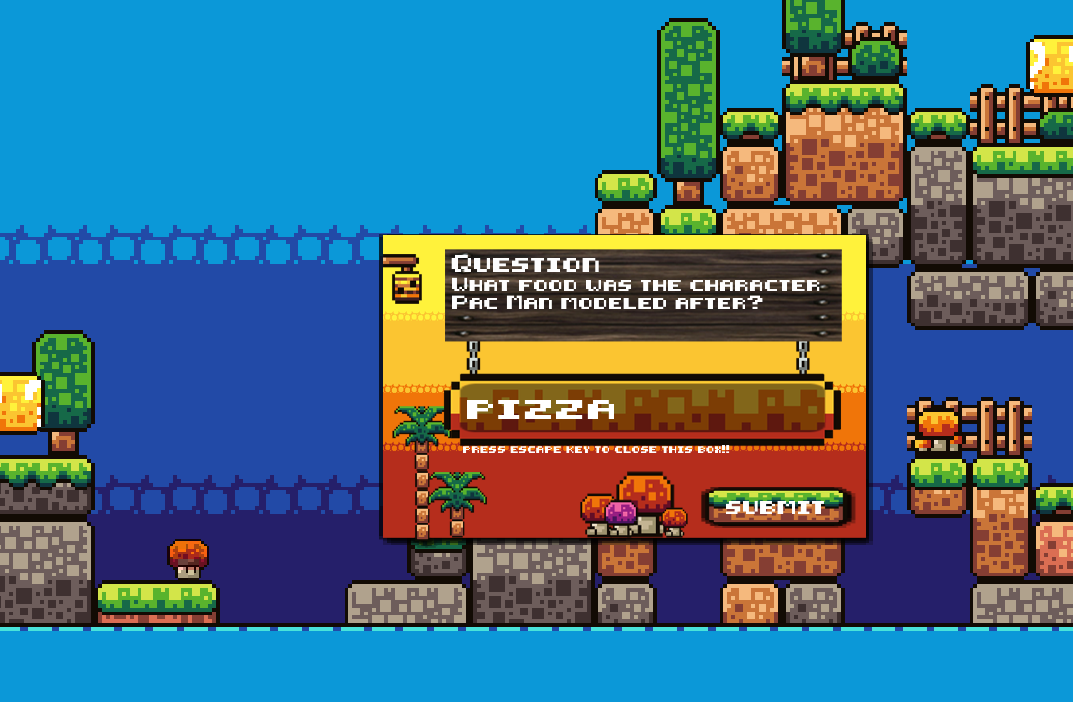 QUESTION
WHAT FOOD WAS THE CHARACTER
PAC MAN MODELED AFTER?
PIZZA
PRESS ESCAPE KEY TO CLOSE THIS BOX!!
SUBMIT